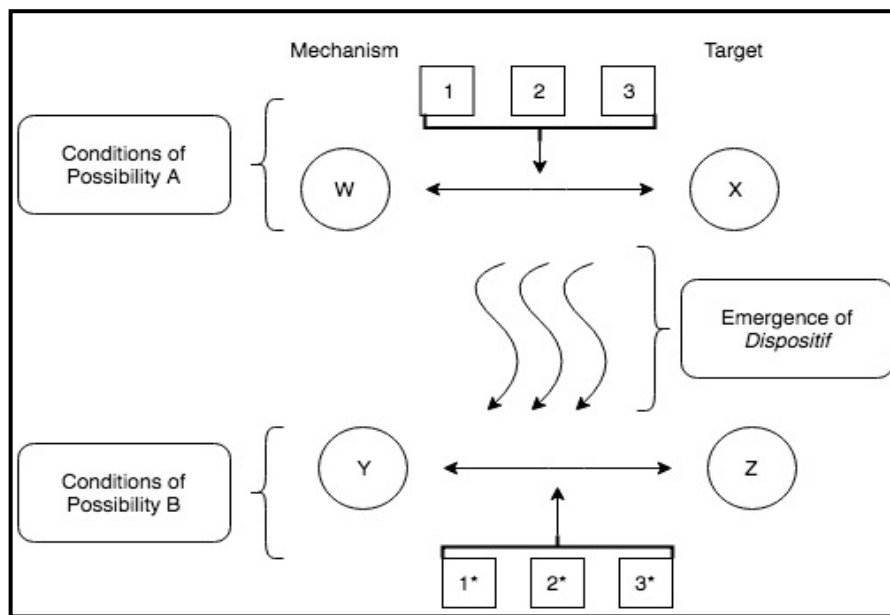 Mechanism
1
2
3
Target
Conditions of
Possibility A
W
X
Emergence of
Dispositif
Conditions of
Possibility B
Y
Z
1*
2*
3*